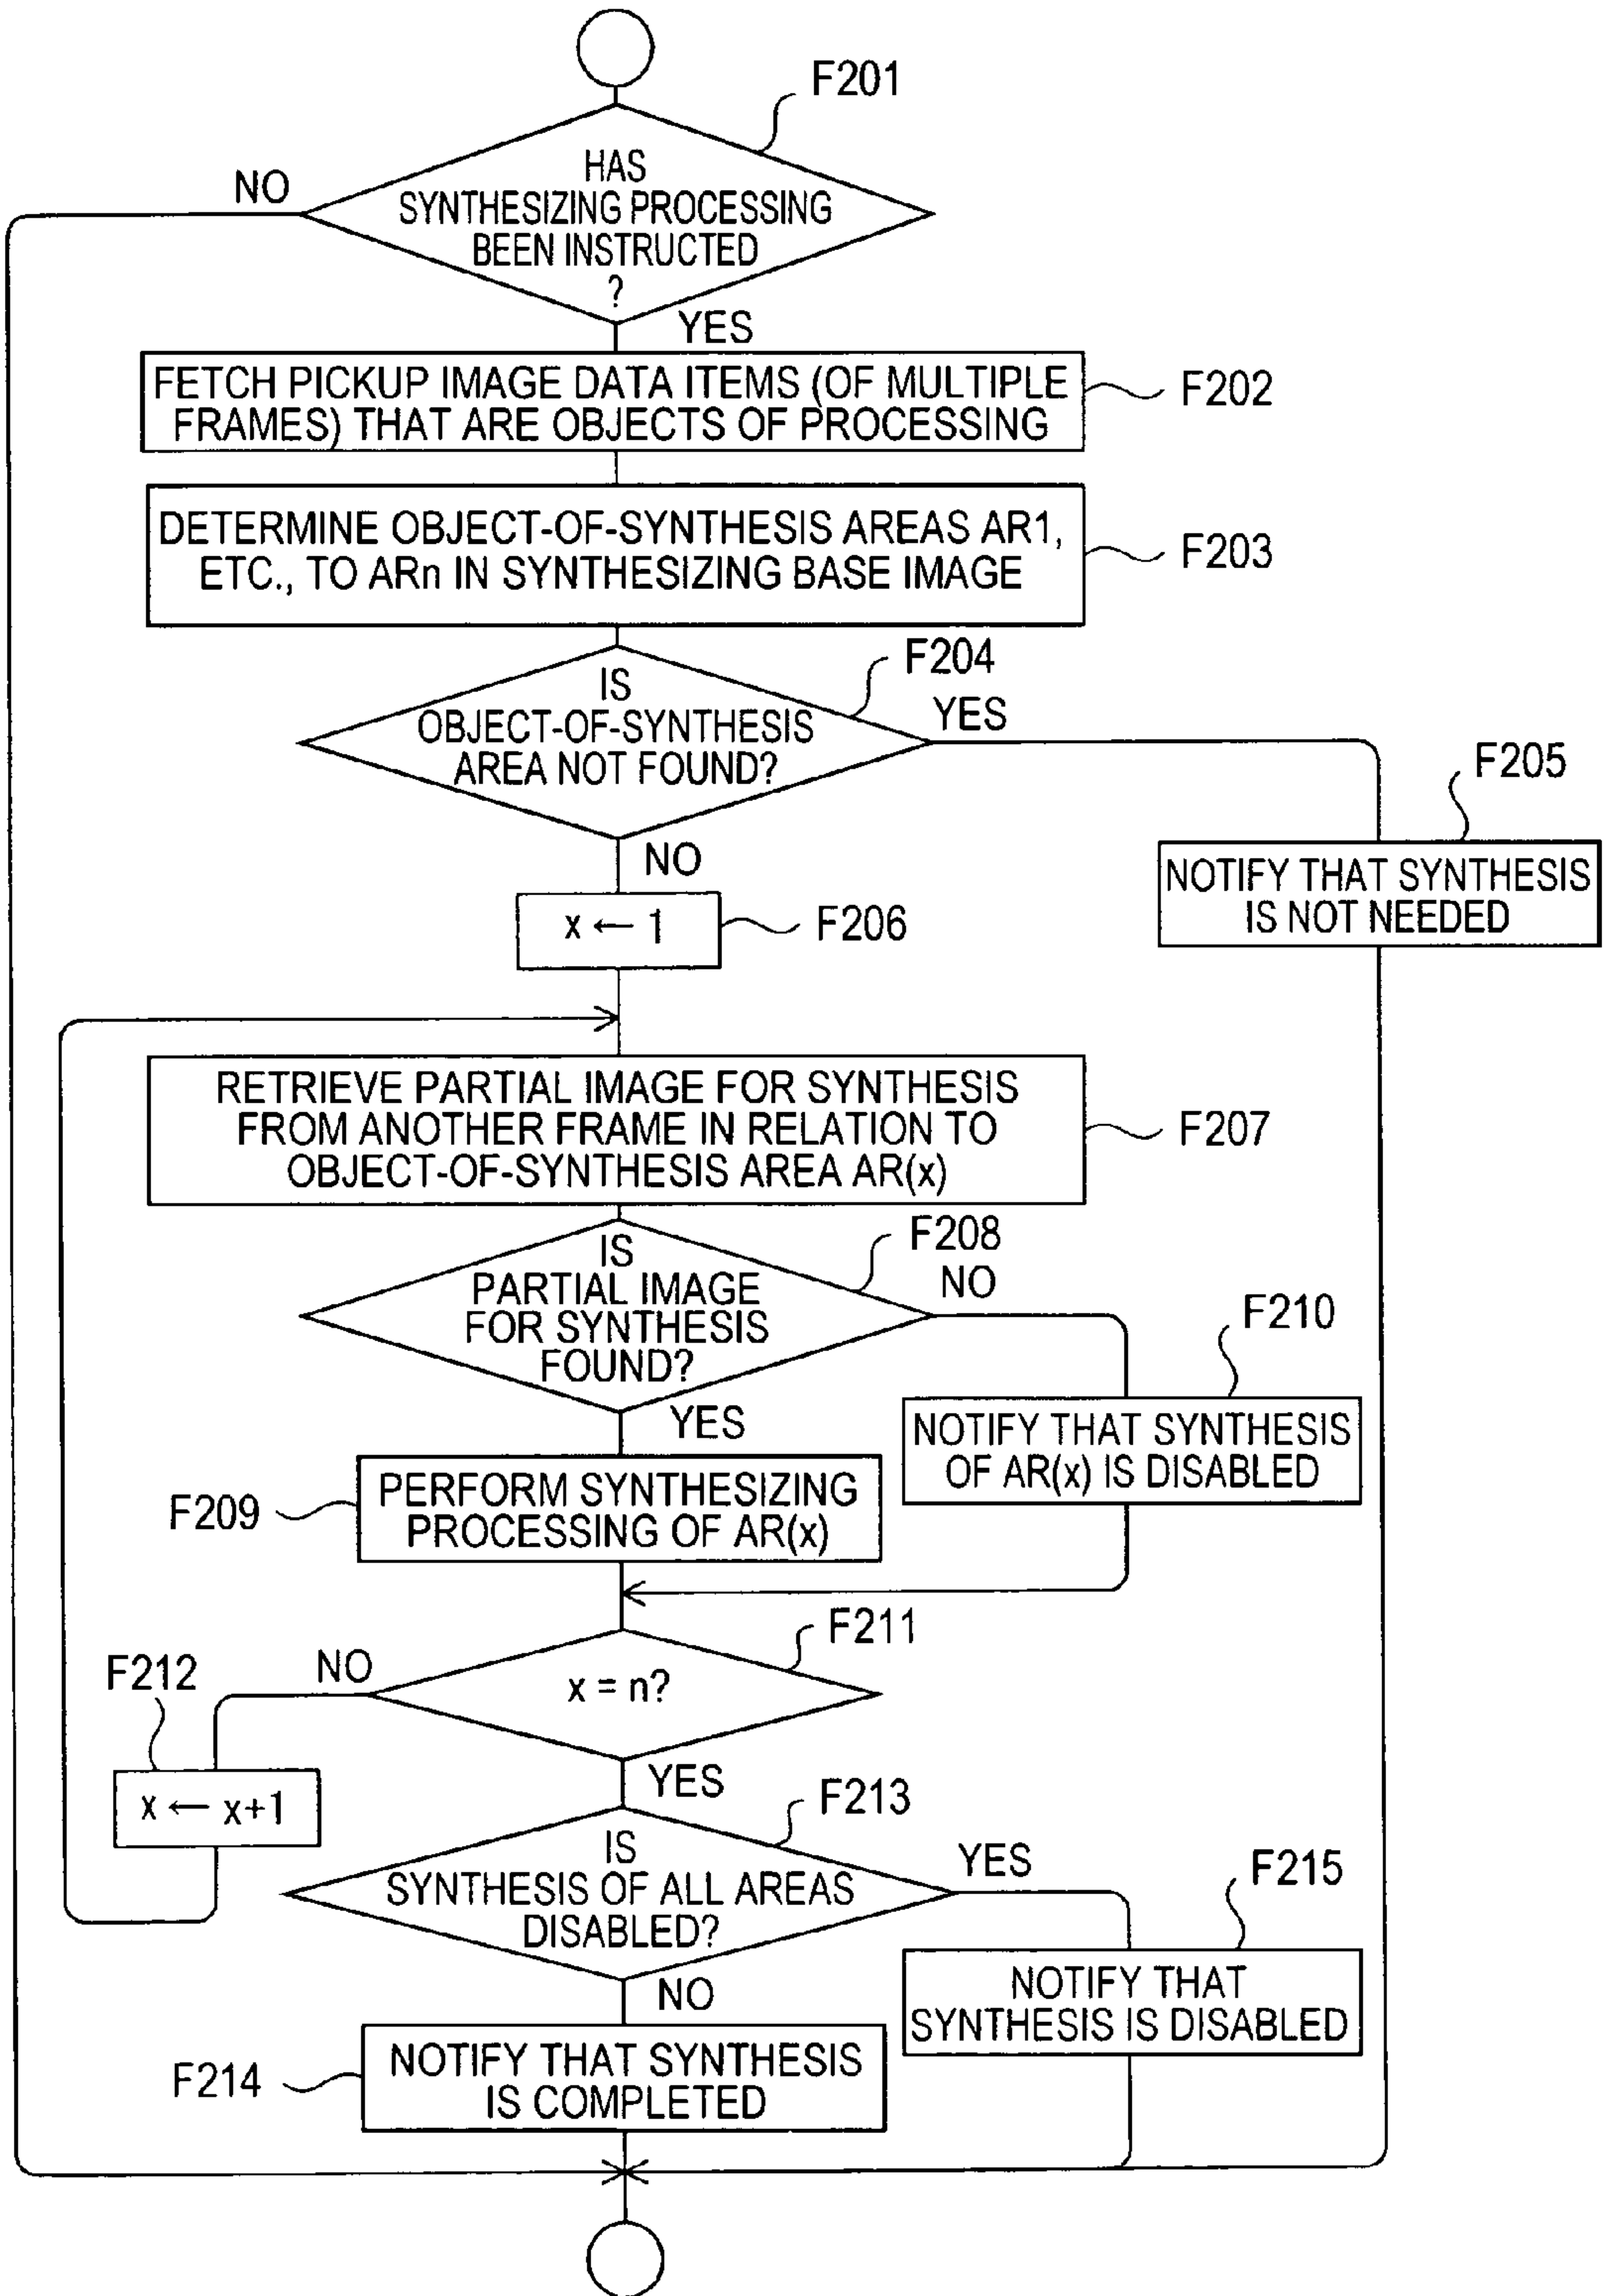 F201
NO
HAS
SYNTHESIZING PROCESSING
BEEN INSTRUCTED
?
YES
FETCH PICKUP IMAGE DATA ITEMS (OF MULTIPLE
FRAMES) THAT ARE OBJECTS OF PROCESSING
F202
DETERMINE OBJECT-OF-SYNTHESIS AREAS AR1,
ETC., TO ARn IN SYNTHESIZING BASE IMAGE
F203
F204
IS
OBJECT-OF-SYNTHESIS
AREA NOT FOUND?
YES
F205
NOTIFY THAT SYNTHESIS
IS NOT NEEDED
NO
x ← 1
F206
RETRIEVE PARTIAL IMAGE FOR SYNTHESIS
FROM ANOTHER FRAME IN RELATION TO
OBJECT-OF-SYNTHESIS AREA AR(x)
F207
F208
IS
PARTIAL IMAGE
FOR SYNTHESIS
FOUND?
NO
F210
NOTIFY THAT SYNTHESIS
OF AR(x) IS DISABLED
YES
F209
PERFORM SYNTHESIZING
PROCESSING OF AR(x)
F211
x = n?
NO
F212
x ← x+1
YES
F213
IS
SYNTHESIS OF ALL AREAS
DISABLED?
YES
F215
NOTIFY THAT
SYNTHESIS IS DISABLED
NO
F214
NOTIFY THAT SYNTHESIS
IS COMPLETED